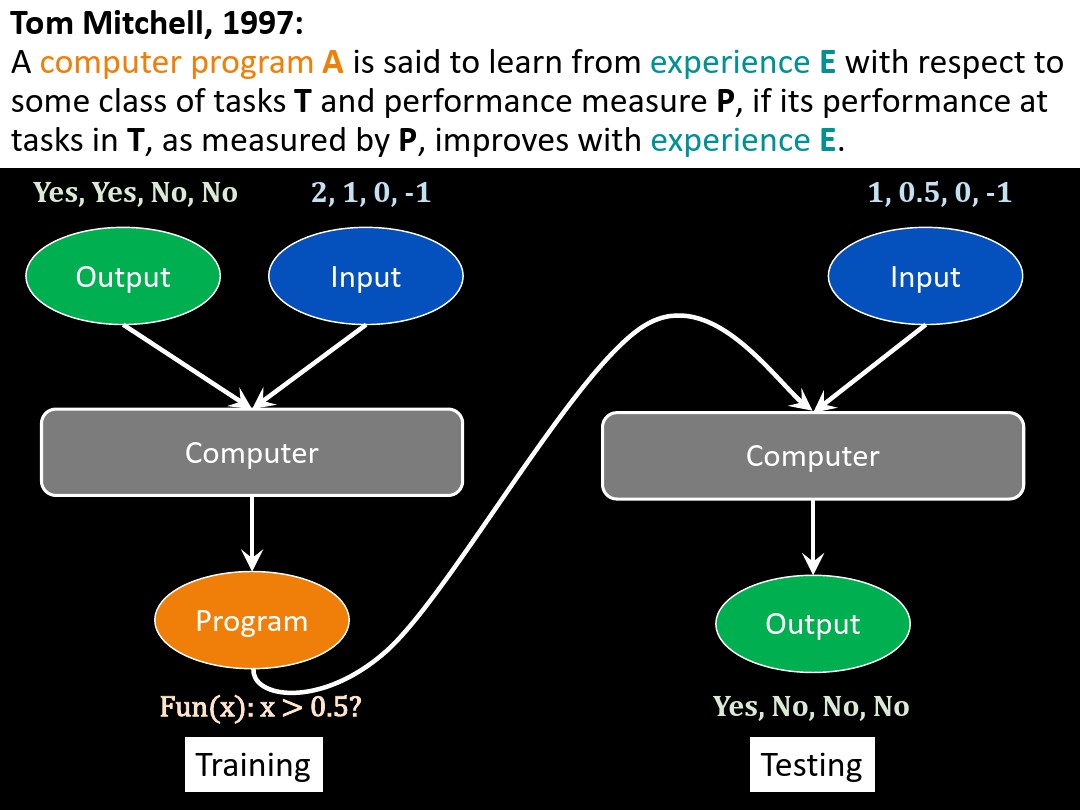 Tom Mitchell, 1997:
A computer program A is said to learn from experience E with respect to
some class of tasks T and performance measure P, if its performance at
tasks in T, as measured by P, improves with experience E.
Yes, Yes, No, No
2, 1, 0, -1
1, 0.5, 0, -1
Output
Input
Input
Computer
Computer
Program
Output
Fun(x): x > 0.5?
Yes, No, No, No
Training
Testing